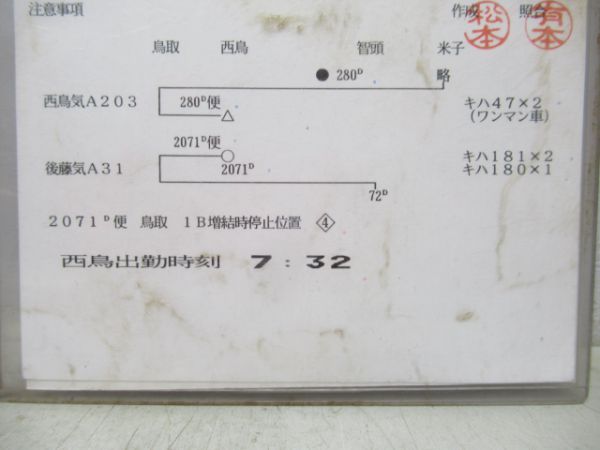 注意事項 作成 松本 照合 有本
鳥取 西鳥 智頭 米子
● 280ᴰ 略
西鳥気A203 280ᴰ便 △ キハ47×2
(ワンマン車)
2071ᴰ便 ○ キハ181×2
後藤気A31 2071ᴰ キハ180×1
72ᴰ
2071ᴰ便 鳥取 1B増結時停止位置 ④
西鳥出勤時刻 7:32